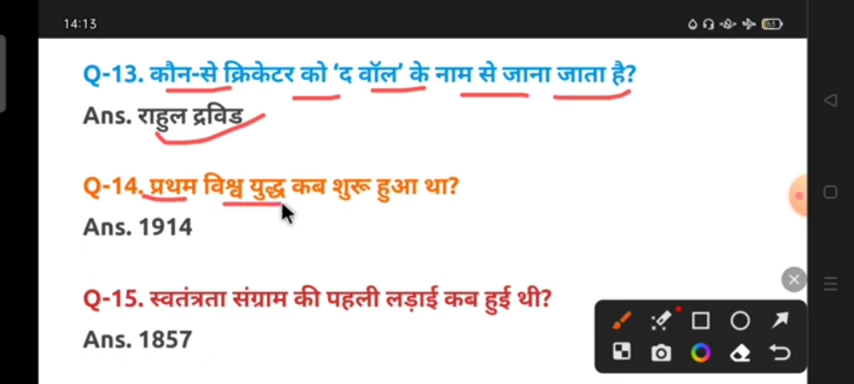 14:13
Q-13. कौन-से क्रिकेटर को ‘द वॉल’ के नाम से जाना जाता है?
Ans. राहुल द्रविड
Q-14. प्रथम विश्व युद्ध कब शुरू हुआ था?
Ans. 1914
Q-15. स्वतंत्रता संग्राम की पहली लड़ाई कब हुई थी?
Ans. 1857